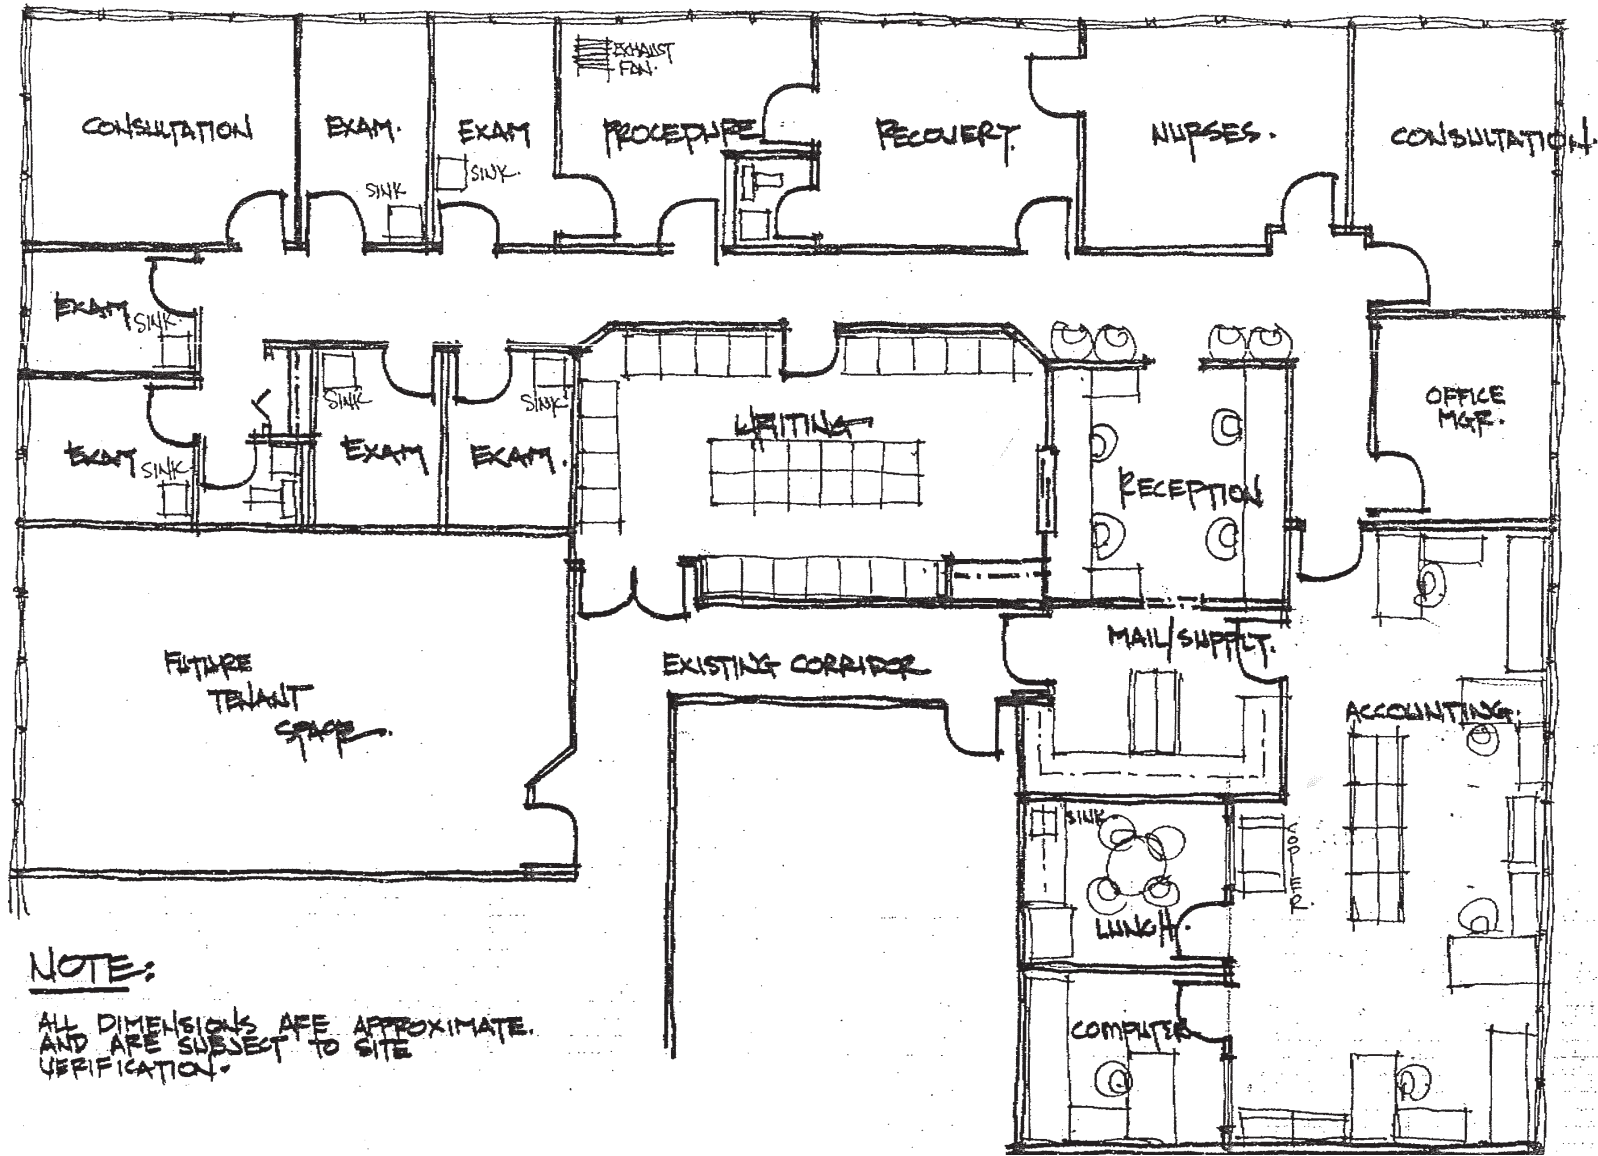 EXHAUST
FAN.
CONSULTATION
EXAM.
EXAM
PROCEDURE
RECOVERY.
NURSES.
CONSULTATION.
SINK
SINK.
EXAM
SINK.
SINK
SINK
OFFICE
MGR.
WAITING
EXAM
SINK
EXAM
EXAM.
RECEPTION
MAIL/SUPPLY.
EXISTING CORRIDOR
FUTURE
TENANT
SPACE.
ACCOUNTING.
SINK.
COPIER.
LUNCH.
NOTE:
ALL DIMENSIONS ARE APPROXIMATE.
AND ARE SUBJECT TO SITE
VERIFICATION.
COMPUTER